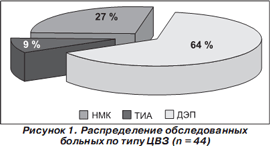 27 %
9 %
64 %
НМК ТИА ДЭП
Рисунок 1. Распределение обследованных
больных по типу ЦВЗ (n = 44)